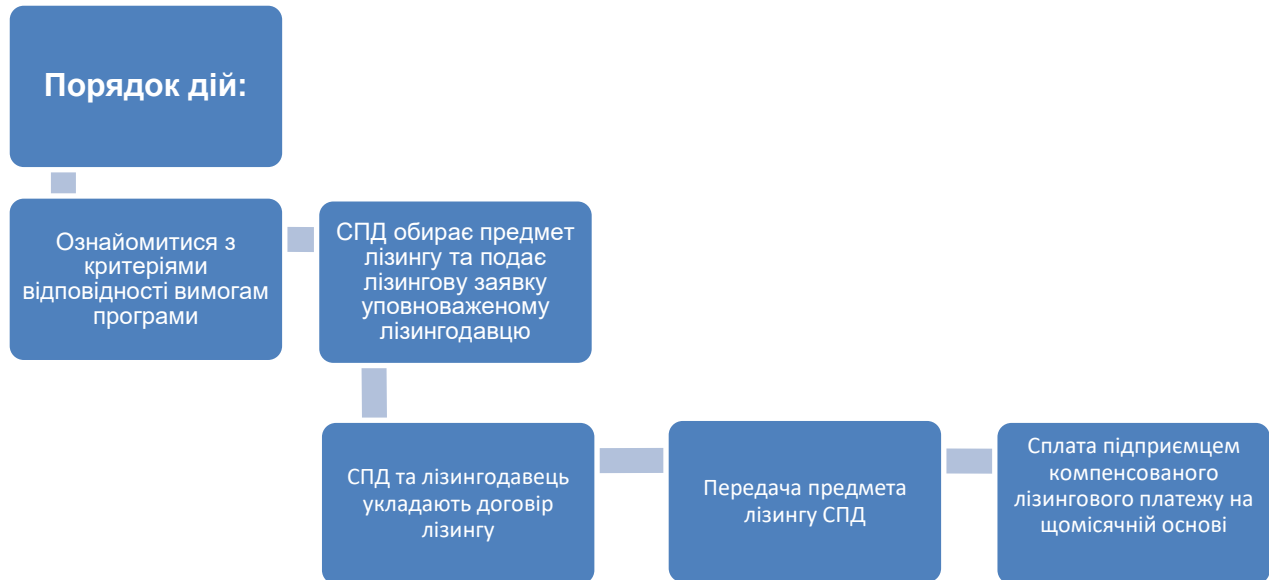 Порядок дій:
Ознайомитися з
критеріями
відповідності вимогам
програми
СПД обирає предмет
лізингу та подає
лізингову заявку
уповноваженому
лізингодавцю
СПД та лізингодавець
укладають договір
лізингу
Передача предмета
лізингу СПД
Сплата підприємцем
компенсованого
лізингового платежу на
щомісячній основі